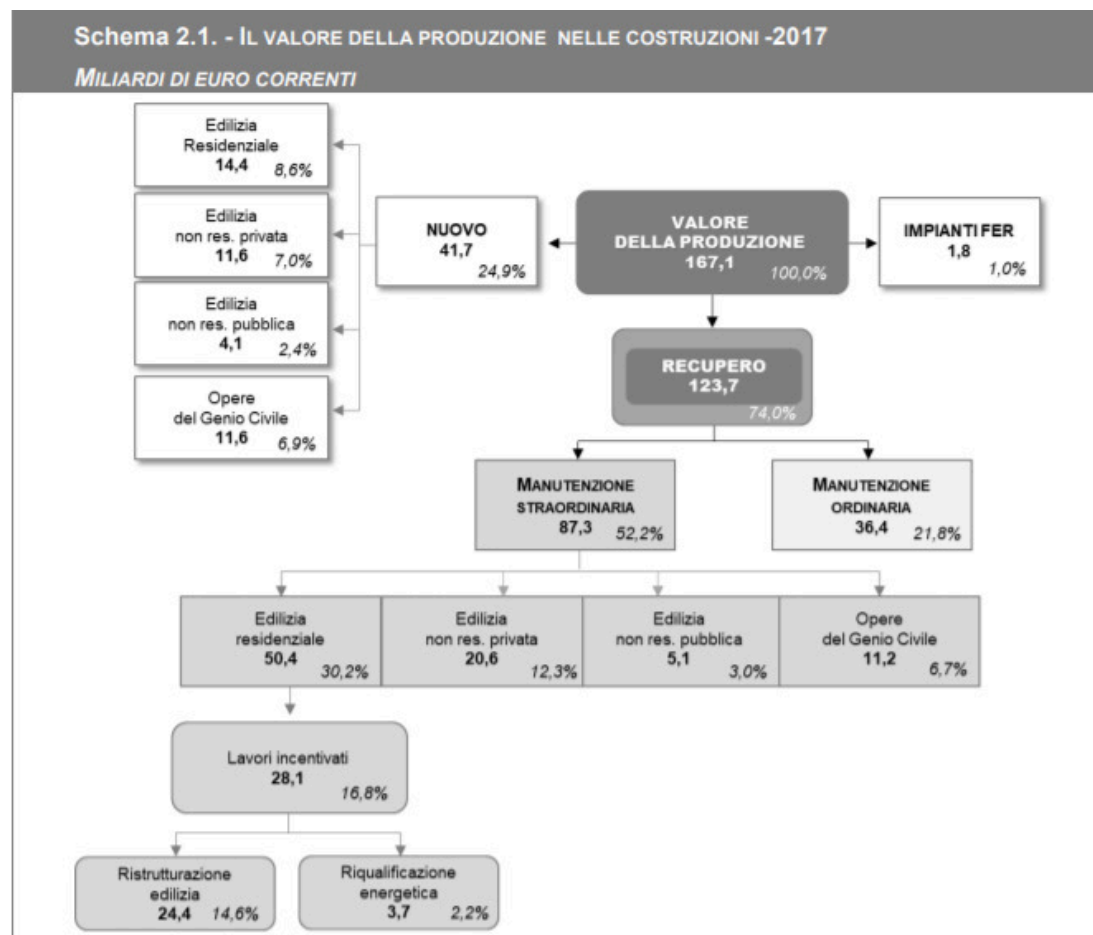 Schema 2.1. - IL VALORE DELLA PRODUZIONE NELLE COSTRUZIONI -2017
MILIARDI DI EURO CORRENTI
Edilizia
Residenziale
14,4 8,6%
Edilizia
non res. privata
11,6 7,0%
Edilizia
non res. pubblica
4,1 2,4%
Opere
del Genio Civile
11,6 6,9%
NUOVO
41,7
24,9%
VALORE
DELLA PRODUZIONE
167,1
100,0%
IMPIANTI FER
1,8
1,0%
RECUPERO
123,7
74,0%
MANUTENZIONE
STRAORDINARIA
87,3 52,2%
MANUTENZIONE
ORDINARIA
36,4 21,8%
Edilizia
residenziale
50,4
30,2%
Edilizia
non res. privata
20,6
12,3%
Edilizia
non res. pubblica
5,1
3,0%
Opere
del Genio Civile
11,2
6,7%
Lavori incentivati
28,1
16,8%
Ristrutturazione
edilizia
24,4 14,6%
Riqualificazione
energetica
3,7 2,2%